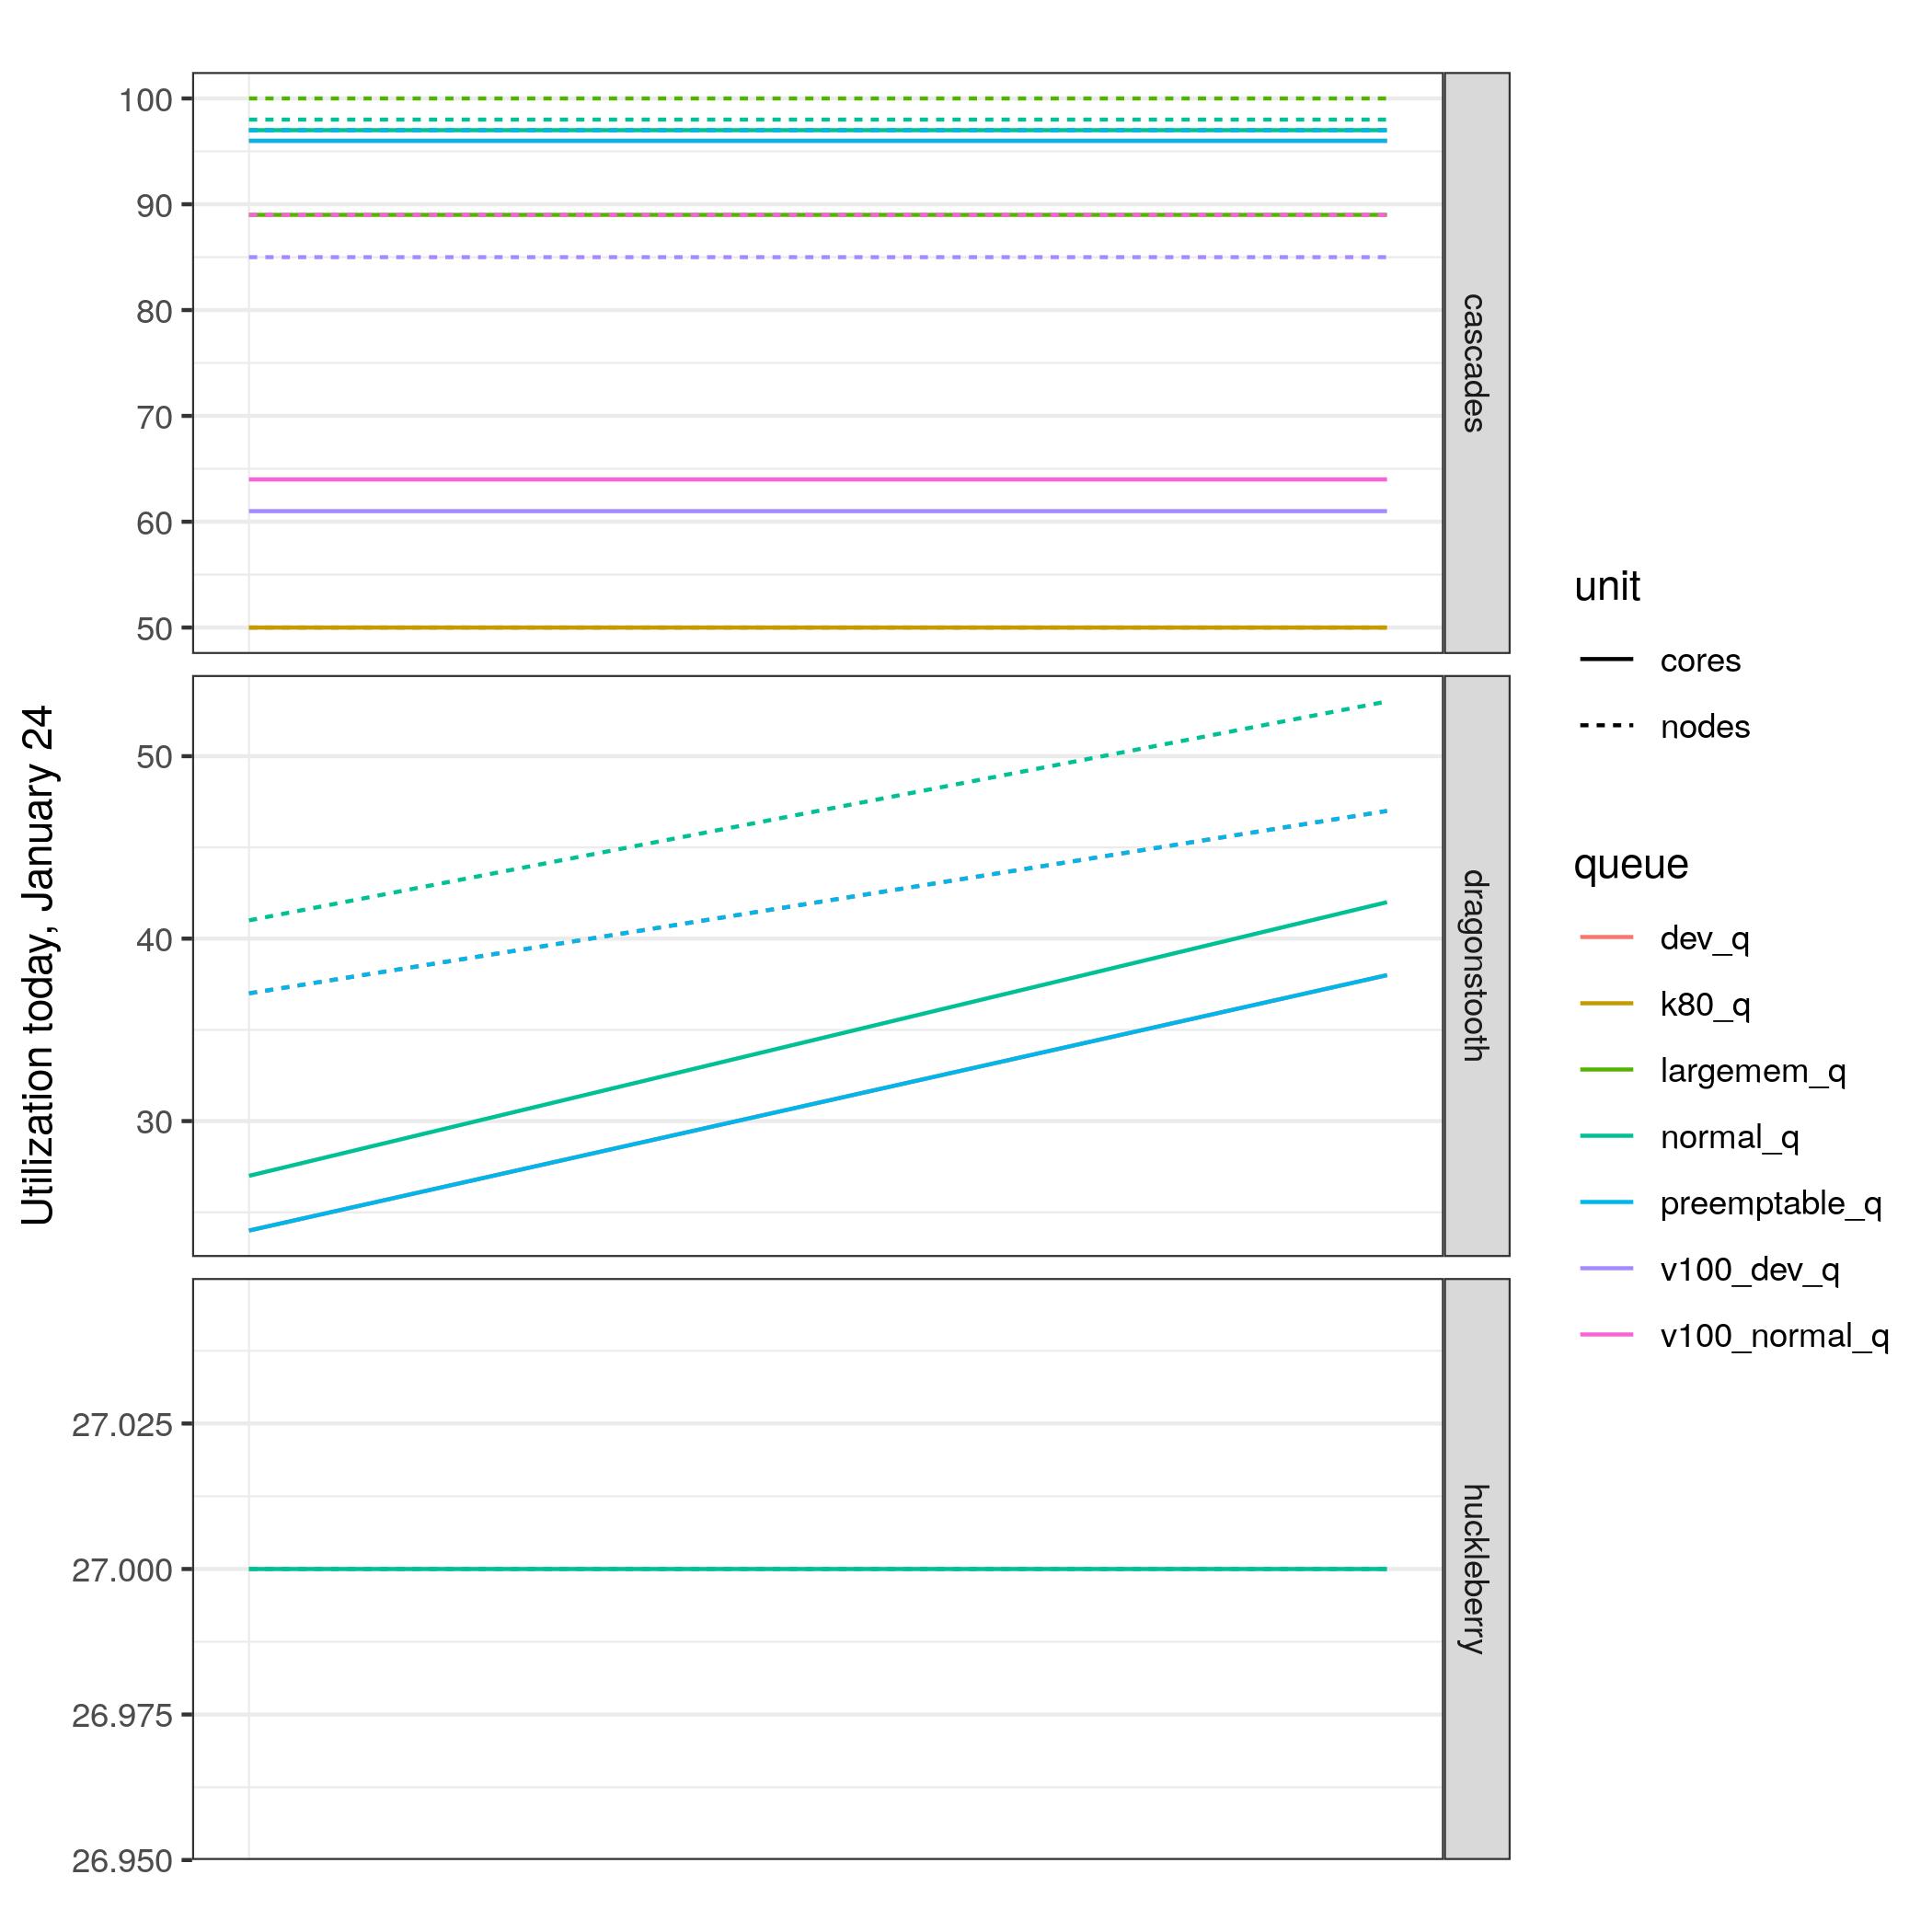 Utilization today, January 24
100
90
80
70
60
50
cascades
50
40
30
dragonstooth
27.025
27.000
26.975
26.950
huckleberry
unit
cores
nodes
queue
dev_q
k80_q
largemem_q
normal_q
preemptable_q
v100_dev_q
v100_normal_q